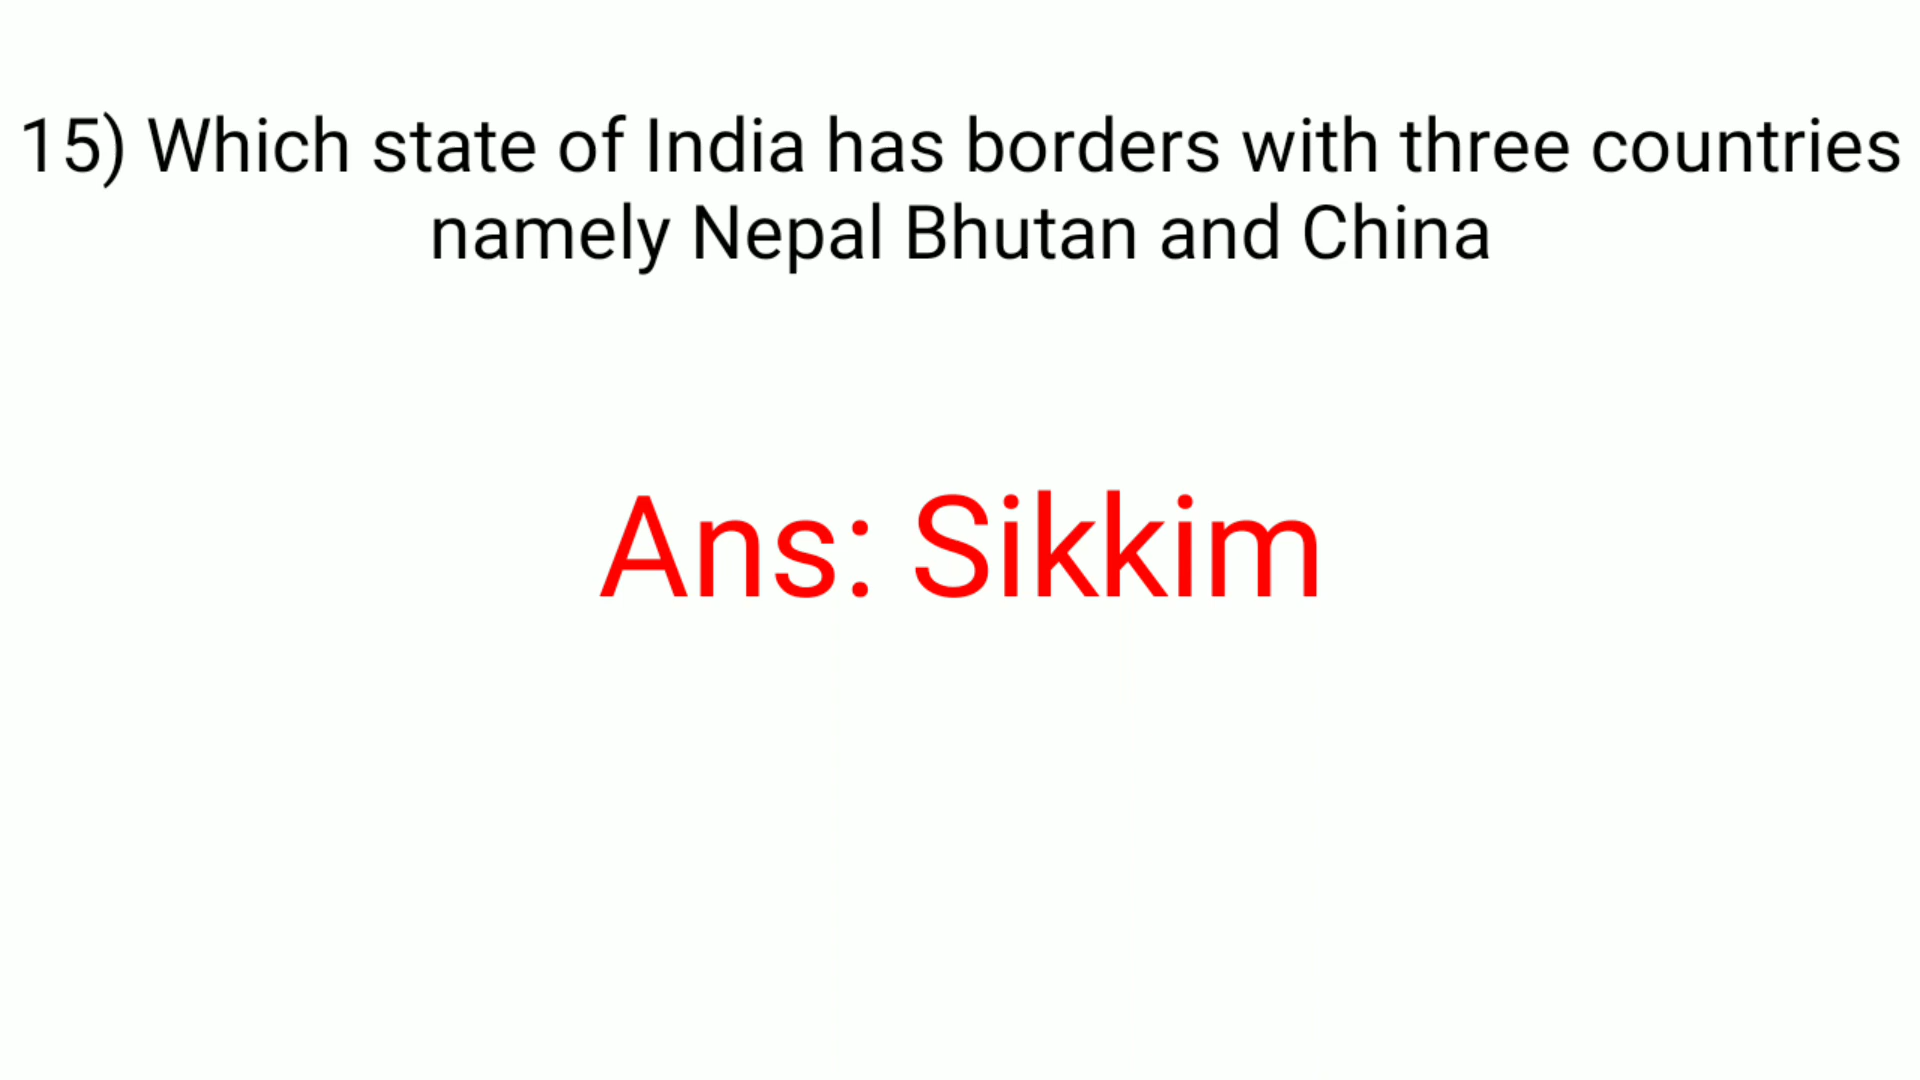 15) Which state of India has borders with three countries
namely Nepal Bhutan and China
Ans: Sikkim